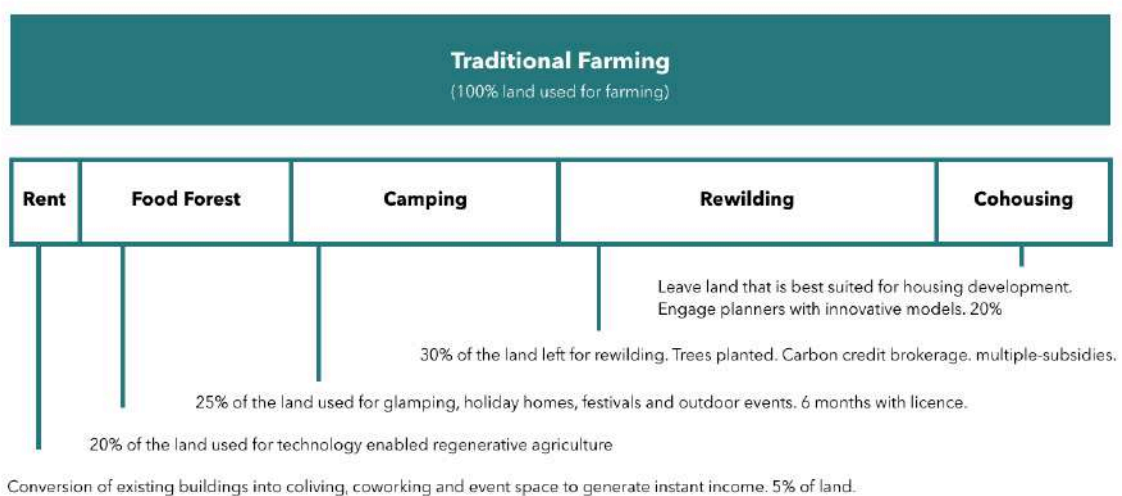 Traditional Farming
(100% land used for farming)
Rent
Food Forest
Camping
Rewilding
Cohousing
Leave land that is best suited for housing development.
Engage planners with innovative models. 20%
30% of the land left for rewilding. Trees planted. Carbon credit brokerage. multiple-subsidies.
25% of the land used for glamping, holiday homes, festivals and outdoor events. 6 months with licence.
20% of the land used for technology enabled regenerative agriculture
Conversion of existing buildings into coliving, coworking and event space to generate instant income. 5% of land.